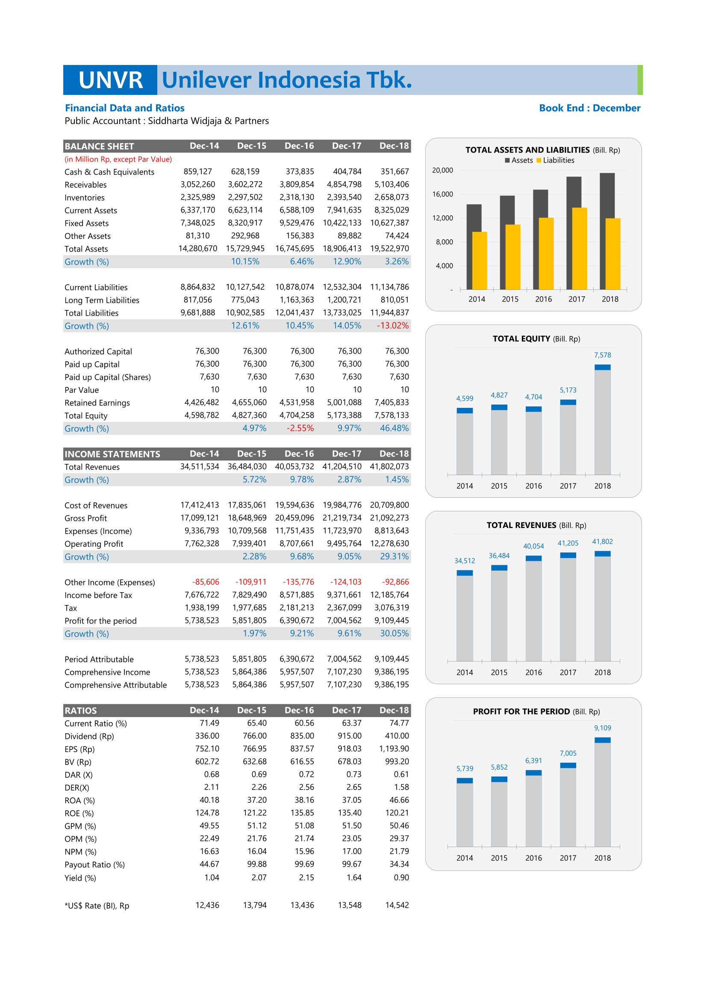 UNVR Unilever Indonesia Tbk.
Financial Data and Ratios Book End : December
Public Accountant : Siddharta Widjaja & Partners
BALANCE SHEET Dec-14 Dec-15 Dec-16 Dec-17 Dec-18
(in Million Rp, except Par Value)
Cash & Cash Equivalents 859,127 628,159 373,835 404,784 351,667
Receivables 3,052,260 3,602,272 3,809,854 4,854,798 5,103,406
Inventories 2,325,989 2,297,502 2,318,130 2,393,540 2,658,073
Current Assets 6,337,170 6,623,114 6,588,109 7,941,635 8,325,029
Fixed Assets 7,348,025 8,320,917 9,529,476 10,422,133 10,627,387
Other Assets 81,310 292,968 156,383 89,882 74,424
Total Assets 14,280,670 15,729,945 16,745,695 18,906,413 19,522,970
Growth (%) 10.15% 6.46% 12.90% 3.26%
Current Liabilities 8,864,832 10,127,542 10,878,074 12,532,304 11,134,786
Long Term Liabilities 817,056 775,043 1,163,363 1,200,721 810,051
Total Liabilities 9,681,888 10,902,585 12,041,437 13,733,025 11,944,837
Growth (%) 12.61% 10.45% 14.05% -13.02%
Authorized Capital 76,300 76,300 76,300 76,300 76,300
Paid up Capital 76,300 76,300 76,300 76,300 76,300
Paid up Capital (Shares) 7,630 7,630 7,630 7,630 7,630
Par Value 10 10 10 10 10
Retained Earnings 4,426,482 4,655,060 4,531,958 5,001,088 7,405,833
Total Equity 4,598,782 4,827,360 4,704,258 5,173,388 7,578,133
Growth (%) 4.97% -2.55% 9.97% 46.48%
INCOME STATEMENTS Dec-14 Dec-15 Dec-16 Dec-17 Dec-18
Total Revenues 34,511,534 36,484,030 40,053,732 41,204,510 41,802,073
Growth (%) 5.72% 9.78% 2.87% 1.45%
Cost of Revenues 17,412,413 17,835,061 19,594,636 19,984,776 20,709,800
Gross Profit 17,099,121 18,648,969 20,459,096 21,219,734 21,092,273
Expenses (Income) 9,336,793 10,709,568 11,751,435 11,723,970 8,813,643
Operating Profit 7,762,328 7,939,401 8,707,661 9,495,764 12,278,630
Growth (%) 2.28% 9.68% 9.05% 29.31%
Other Income (Expenses) -85,606 -109,911 -135,776 -124,103 -92,866
Income before Tax 7,676,722 7,829,490 8,571,885 9,371,661 12,185,764
Tax 1,938,199 1,977,685 2,181,213 2,367,099 3,076,319
Profit for the period 5,738,523 5,851,805 6,390,672 7,004,562 9,109,445
Growth (%) 1.97% 9.21% 9.61% 30.05%
Period Attributable 5,738,523 5,851,805 6,390,672 7,004,562 9,109,445
Comprehensive Income 5,738,523 5,864,386 5,957,507 7,107,230 9,386,195
Comprehensive Attributable 5,738,523 5,864,386 5,957,507 7,107,230 9,386,195
RATIOS Dec-14 Dec-15 Dec-16 Dec-17 Dec-18
Current Ratio (%) 71.49 65.40 60.56 63.37 74.77
Dividend (Rp) 336.00 766.00 835.00 915.00 410.00
EPS (Rp) 752.10 766.95 837.57 918.03 1,193.90
BV (Rp) 602.72 632.68 616.55 678.03 993.20
DAR (X) 0.68 0.69 0.72 0.73 0.61
DER(X) 2.11 2.26 2.56 2.65 1.58
ROA (%) 40.18 37.20 38.16 37.05 46.66
ROE (%) 124.78 121.22 135.85 135.40 120.21
GPM (%) 49.55 51.12 51.08 51.50 50.46
OPM (%) 22.49 21.76 21.74 23.05 29.37
NPM (%) 16.63 16.04 15.96 17.00 21.79
Payout Ratio (%) 44.67 99.88 99.69 99.67 34.34
Yield (%) 1.04 2.07 2.15 1.64 0.90
*US$ Rate (BI), Rp 12,436 13,794 13,436 13,548 14,542
TOTAL ASSETS AND LIABILITIES (Bill. Rp)
Assets Liabilities
20,000
16,000
12,000
8,000
4,000
-
2014 2015 2016 2017 2018
TOTAL EQUITY (Bill. Rp)
4,599 4,827 4,704 5,173 7,578
2014 2015 2016 2017 2018
TOTAL REVENUES (Bill. Rp)
34,512 36,484 40,054 41,205 41,802
2014 2015 2016 2017 2018
PROFIT FOR THE PERIOD (Bill. Rp)
5,739 5,852 6,391 7,005 9,109
2014 2015 2016 2017 2018